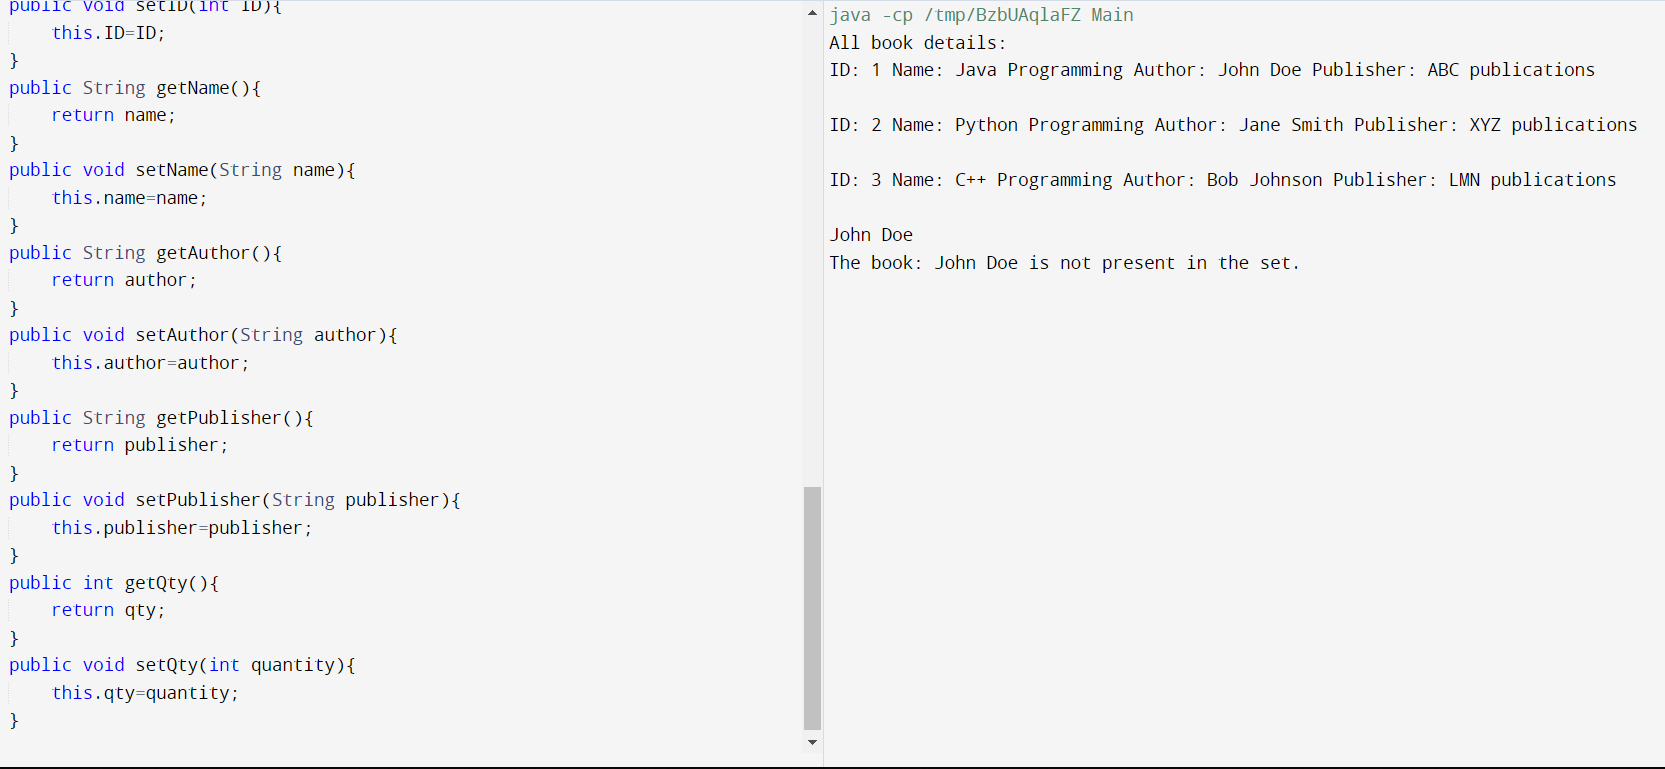 public void setID(int ID){
this.ID=ID;
}
public String getName(){
return name;
}
public void setName(String name){
this.name=name;
}
public String getAuthor(){
return author;
}
public void setAuthor(String author){
this.author=author;
}
public String getPublisher(){
return publisher;
}
public void setPublisher(String publisher){
this.publisher=publisher;
}
public int getQty(){
return qty;
}
public void setQty(int quantity){
this.qty=quantity;
}
java -cp /tmp/BzbUAqlaFZ Main
All book details:
ID: 1 Name: Java Programming Author: John Doe Publisher: ABC publications
ID: 2 Name: Python Programming Author: Jane Smith Publisher: XYZ publications
ID: 3 Name: C++ Programming Author: Bob Johnson Publisher: LMN publications
John Doe
The book: John Doe is not present in the set.